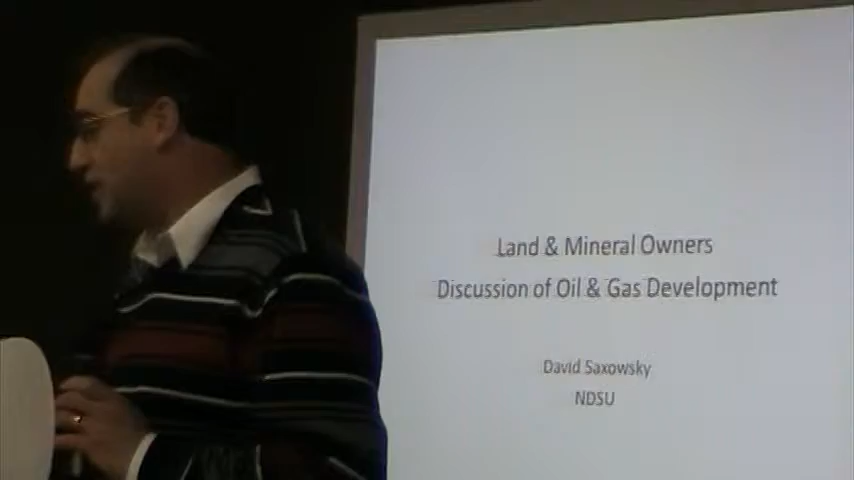 Land & Mineral Owners
Discussion of Oil & Gas Development
David Saxowsky
NDSU